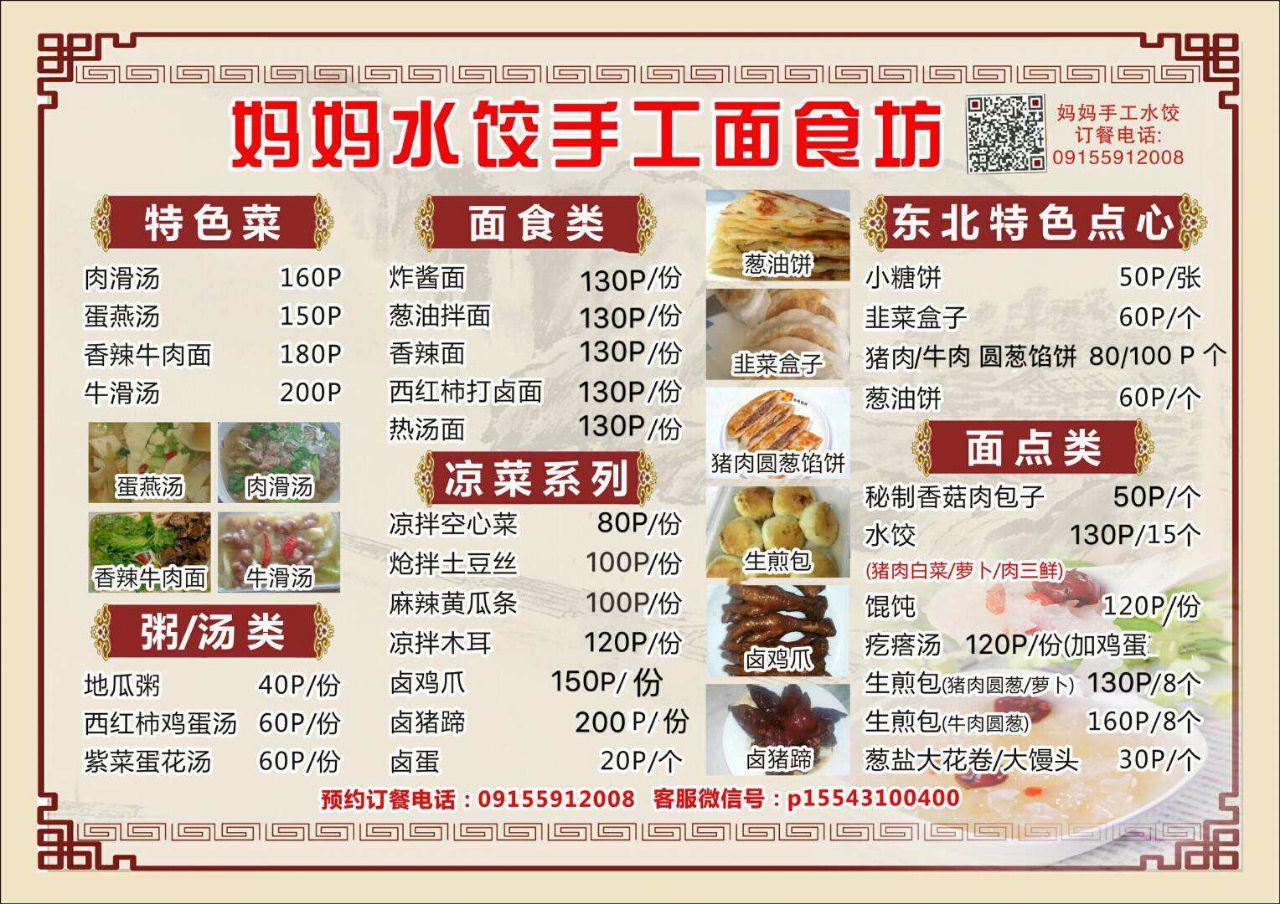 妈妈水饺手工面食坊
妈妈手工水饺
订餐电话:
09155912008
特色菜
肉滑汤 160P
蛋燕汤 150P
香辣牛肉面 180P
牛滑汤 200P
蛋燕汤
肉滑汤
香辣牛肉面
牛滑汤
粥/汤 类
地瓜粥 40P/份
西红柿鸡蛋汤 60P/份
紫菜蛋花汤 60P/份
面食类
炸酱面 130P/份
葱油拌面 130P/份
香辣面 130P/份
西红柿打卤面 130P/份
热汤面 130P/份
凉菜系列
凉拌空心菜 80P/份
炝拌土豆丝 100P/份
麻辣黄瓜条 100P/份
凉拌木耳 120P/份
卤鸡爪 150P/ 份
卤猪蹄 200P/ 份
卤蛋 20P/个
葱油饼
韭菜盒子
猪肉圆葱馅饼
生煎包
卤鸡爪
卤猪蹄
东北特色点心
小糖饼 50P/张
韭菜盒子 60P/个
猪肉/牛肉 圆葱馅饼 80/100 P 个
葱油饼 60P/个
面点类
秘制香菇肉包子 50P/个
水饺 130P/15个
(猪肉白菜/萝卜/肉三鲜)
馄饨 120P/份
疙瘩汤 120P/份(加鸡蛋
生煎包(猪肉圆葱/萝卜) 130P/8个
生煎包(牛肉圆葱) 160P/8个
葱盐大花卷/大馒头 30P/个
预约订餐电话：09155912008 客服微信号：p15543100400